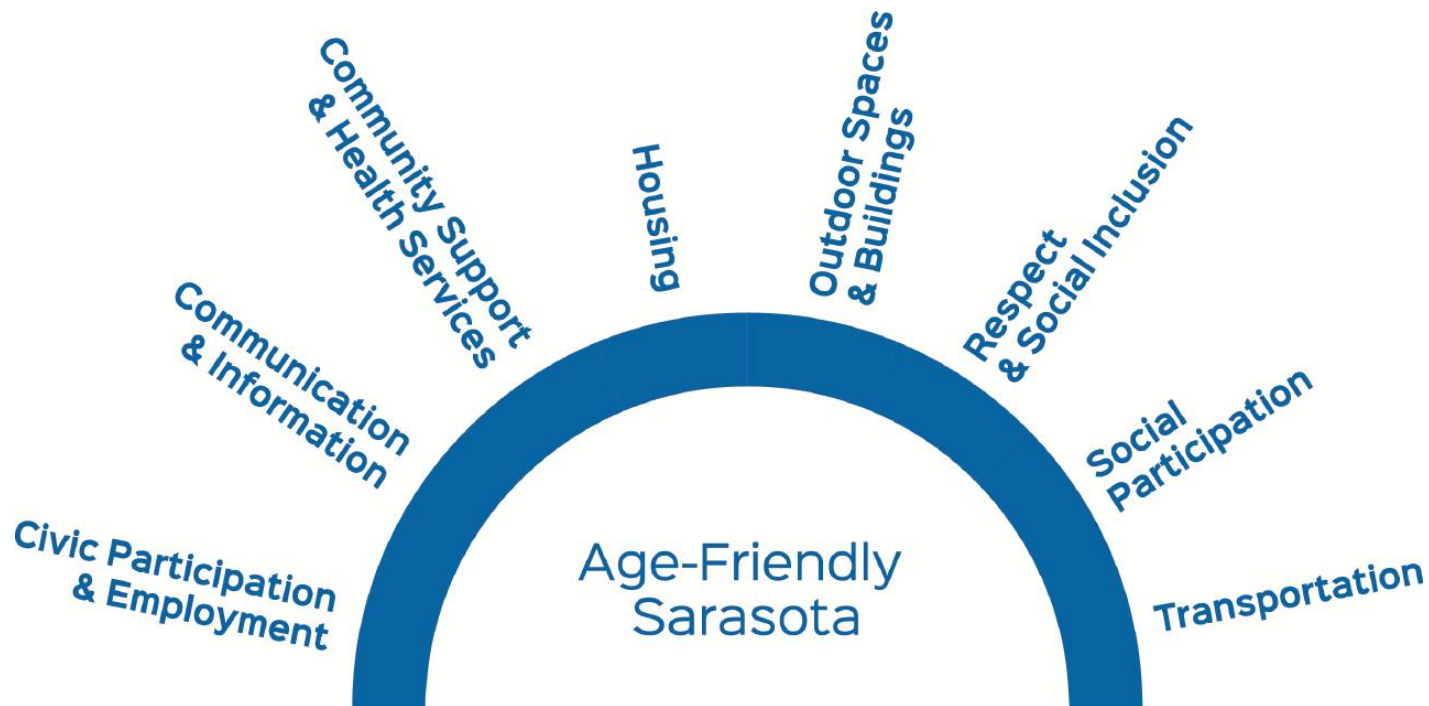 Civic Participation
& Employment
Communication
& Information
Community Support
& Health Services
Housing
Outdoor Spaces
& Buildings
Respect
& Social Inclusion
Social
Participation
Transportation
Age-Friendly
Sarasota